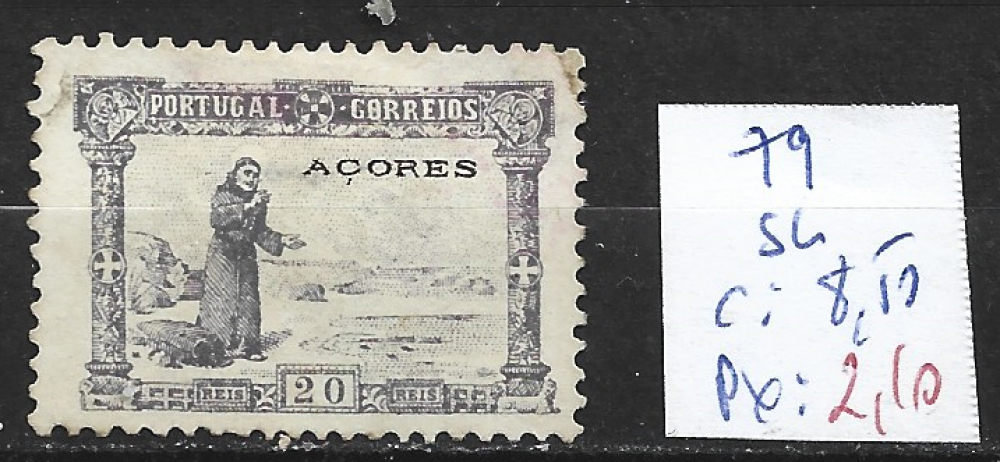 PORTUGAL · CORREIOS
AÇORES
REIS 20 REIS
79
SG
C: 8,50
Px: 2,10